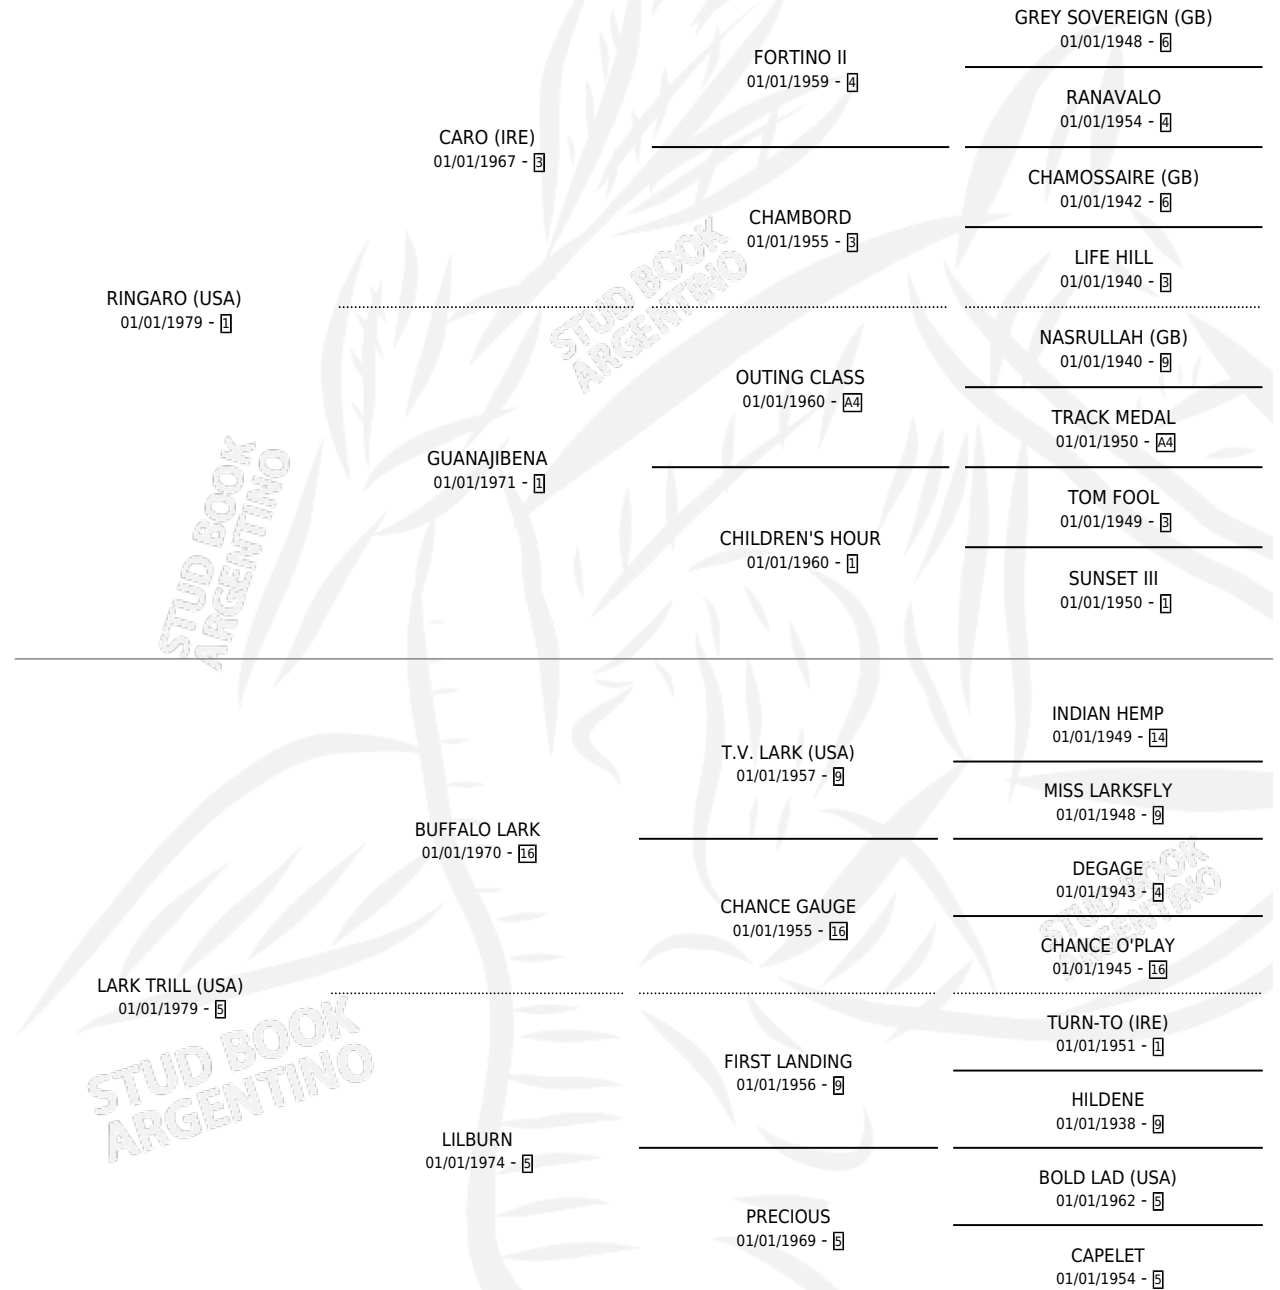 GREY SOVEREIGN (GB)
01/01/1948 - 6
FORTINO II
01/01/1959 - 4
RANAVALO
01/01/1954 - 4
CARO (IRE)
01/01/1967 - 3
CHAMOSSAIRE (GB)
01/01/1942 - 6
CHAMBORD
01/01/1955 - 3
LIFE HILL
01/01/1940 - 3
RINGARO (USA)
01/01/1979 - 1
NASRULLAH (GB)
01/01/1940 - 9
OUTING CLASS
01/01/1960 - A4
TRACK MEDAL
01/01/1950 - A4
GUANAJIBENA
01/01/1971 - 1
TOM FOOL
01/01/1949 - 3
CHILDREN'S HOUR
01/01/1960 - 1
SUNSET III
01/01/1950 - 1
STUD BOOK
ARGENTINO
STUD BOOK
ARGENTINO
INDIAN HEMP
01/01/1949 - 14
T.V. LARK (USA)
01/01/1957 - 9
MISS LARKSFLY
01/01/1948 - 9
BUFFALO LARK
01/01/1970 - 16
DEGAGE
01/01/1943 - 4
CHANCE GAUGE
01/01/1955 - 16
CHANCE O'PLAY
01/01/1945 - 16
LARK TRILL (USA)
01/01/1979 - 5
TURN-TO (IRE)
01/01/1951 - 1
FIRST LANDING
01/01/1956 - 9
HILDENE
01/01/1938 - 9
LILBURN
01/01/1974 - 5
BOLD LAD (USA)
01/01/1962 - 5
PRECIOUS
01/01/1969 - 5
CAPELET
01/01/1954 - 5
STUD BOOK
ARGENTINO
STUD BOOK
ARGENTINO